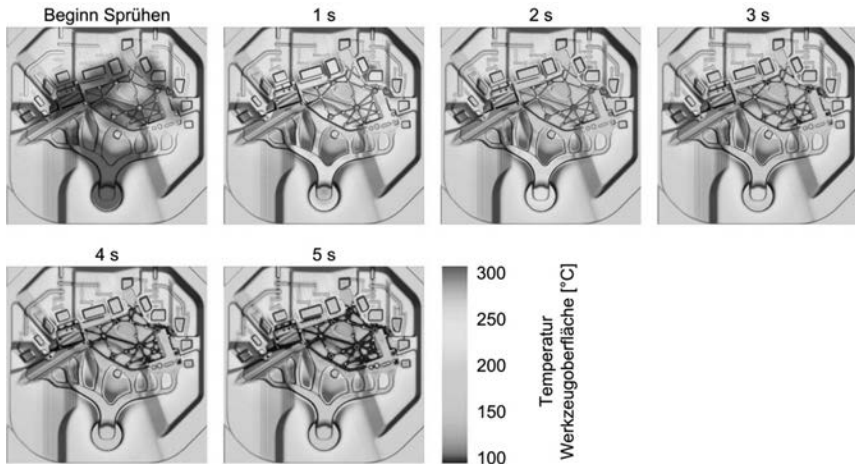 Beginn Sprühen
1 s
2 s
3 s
4 s
5 s
300
250
200
150
100
Temperatur
Werkzeugoberfläche [°C]